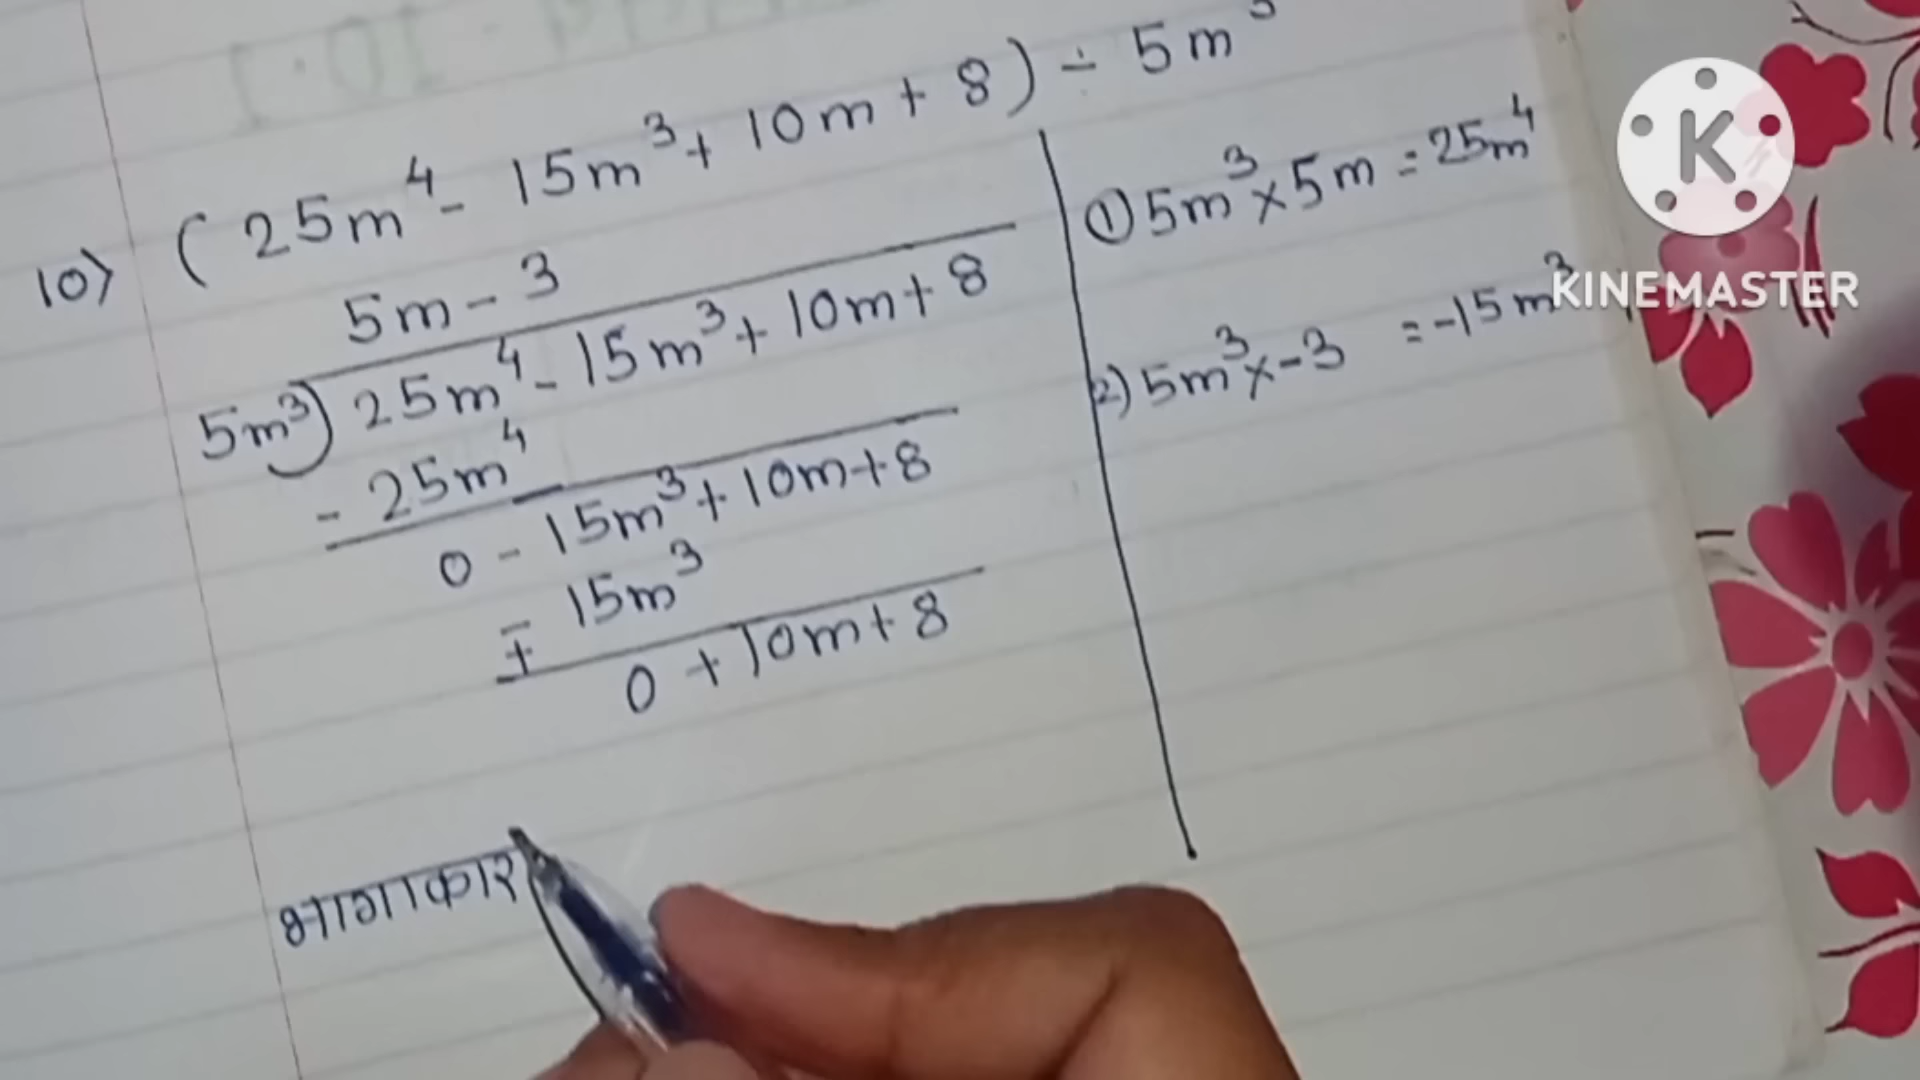 10) (25m⁴ - 15m³ + 10m + 8) ÷ 5m³
5m - 3
5m³) 25m⁴ - 15m³ + 10m + 8
- 25m⁴
0 - 15m³ + 10m + 8
∓ 15m³
0 + 10m + 8
भागाकार
① 5m³ × 5m = 25m⁴
2) 5m³ × -3 = -15m³
K
KINEMASTER